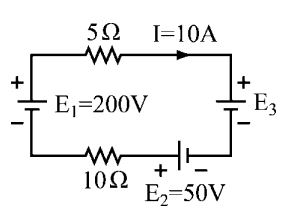 5Ω I=10A
+ +
E₁=200V E₃
− −
10Ω + −
E₂=50V